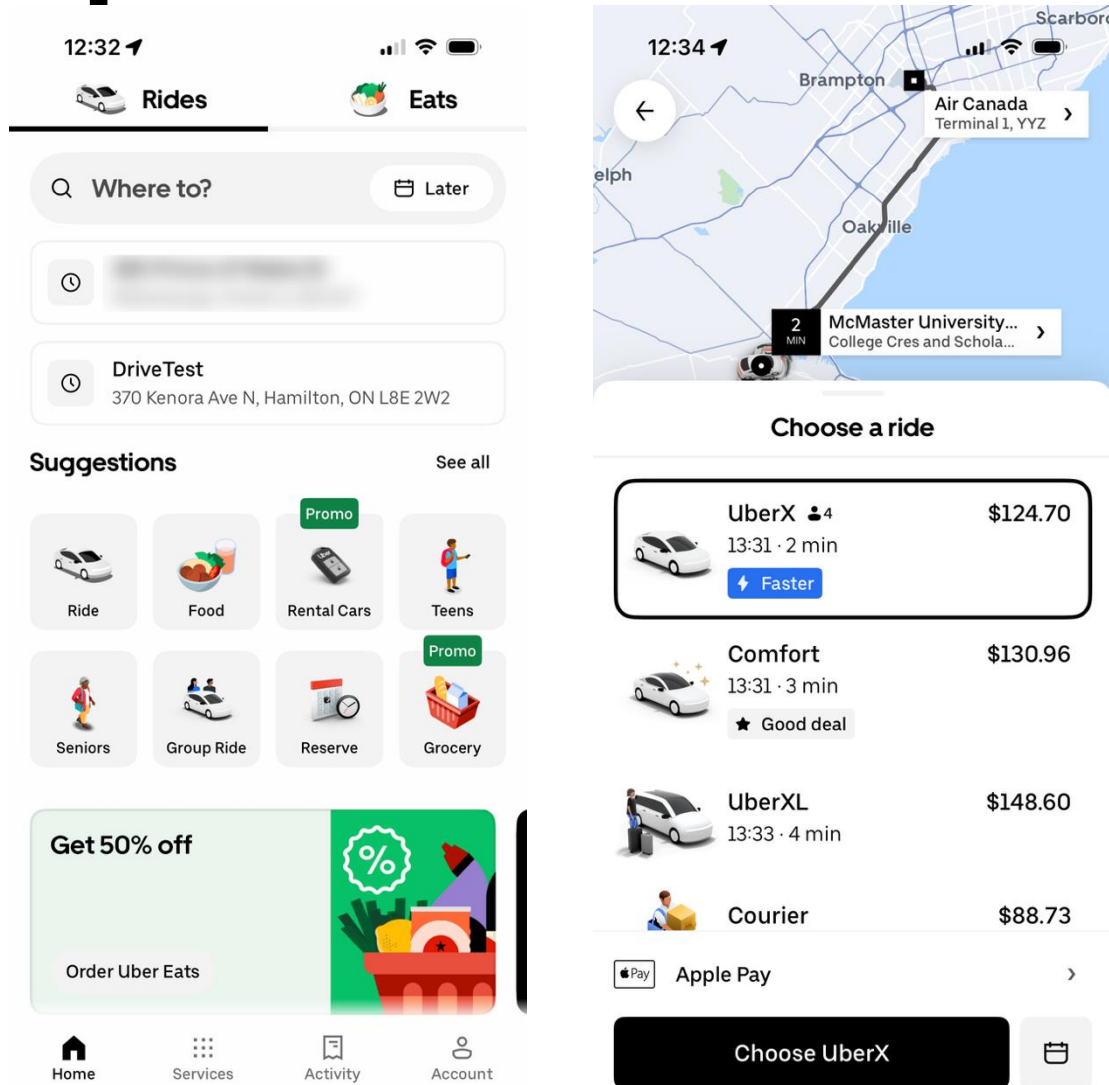 12:32
Rides
Eats
Where to?
Later
DriveTest
370 Kenora Ave N, Hamilton, ON L8E 2W2
Suggestions
See all
Promo
Ride
Food
Rental Cars
Teens
Promo
Seniors
Group Ride
Reserve
Grocery
Get 50% off
%
Order Uber Eats
Home
Services
Activity
Account
Scarboro
12:34
Brampton
Air Canada
Terminal 1, YYZ
elph
Oakville
2
MIN
McMaster University...
College Cres and Schola...
Choose a ride
UberX 4
$124.70
13:31 · 2 min
Faster
Comfort
$130.96
13:31 · 3 min
Good deal
UberXL
$148.60
13:33 · 4 min
Courier
$88.73
Pay
Apple Pay
Choose UberX